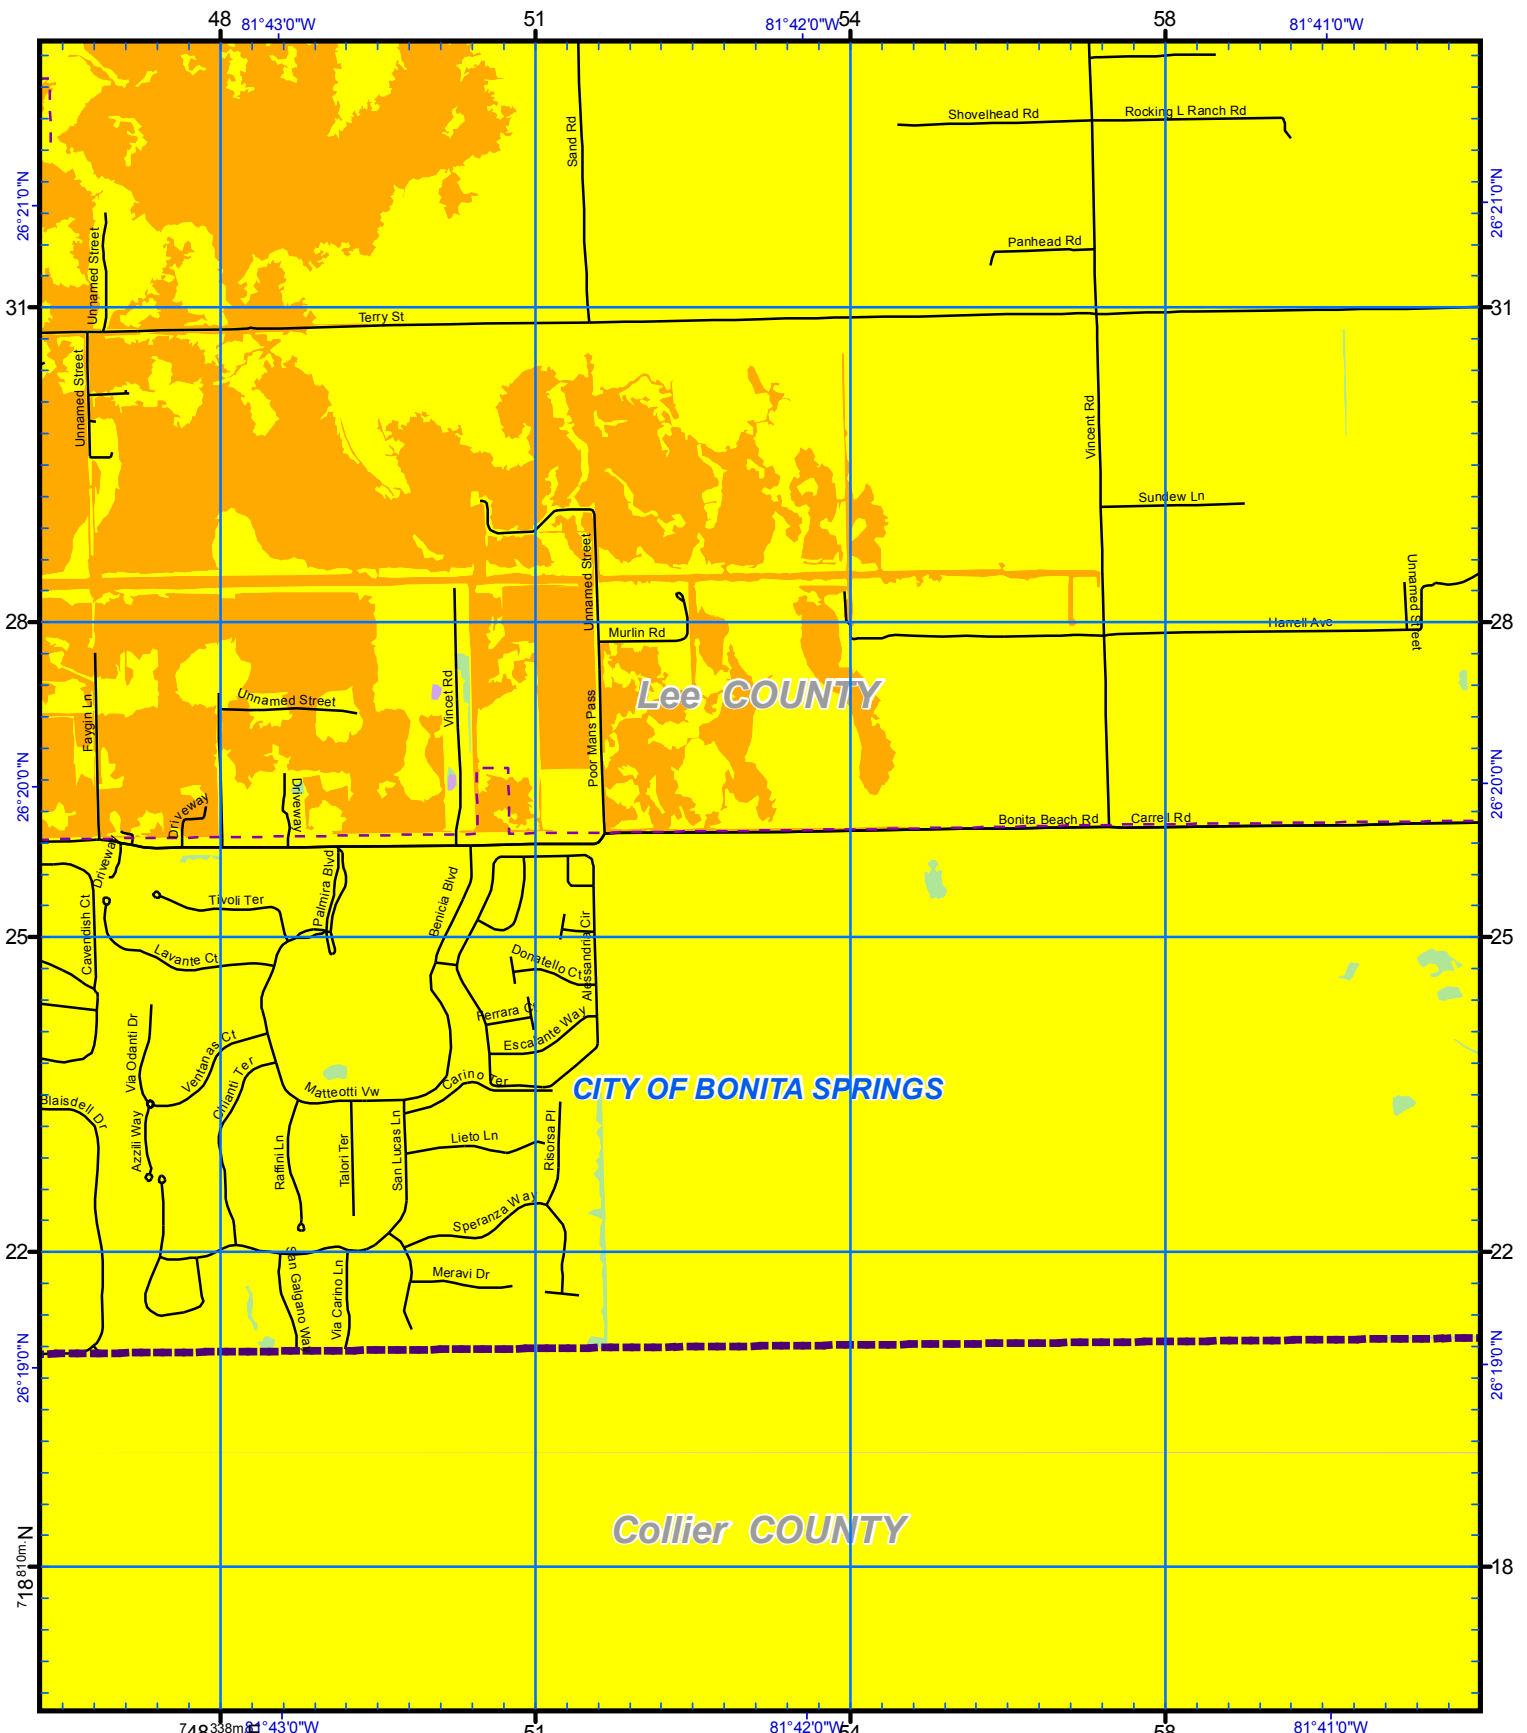 48 51 54 58
81°43'0"W 81°42'0"W 81°41'0"W
Shovelhead Rd
Rocking L Ranch Rd
Sand Rd
26°21'0"N
26°21'0"N
Unnamed Street
Panhead Rd
31
31
Terry St
Unnamed Street
Vincent Rd
Sundew Ln
Unnamed Street
Unnamed Street
28
28
Murlin Rd
Harrell Ave
Faygin Ln
Unnamed Street
Vincet Rd
Poor Mans Pass
Lee COUNTY
26°20'0"N
26°20'0"N
Driveway
Driveway
Bonita Beach Rd
Carrell Rd
Driveway
Palmira Blvd
Benicia Blvd
Tivoli Ter
Cavendish Ct
25
25
Lavante Ct
Donatello Ct
Alessandria Cir
Ferrara Ct
Escalante Way
Via Odanti Dr
Ventanas Ct
Chianti Ter
Matteotti Vw
Carino Ter
CITY OF BONITA SPRINGS
Blaisdell Dr
Azzili Way
Raffini Ln
Talori Ter
San Lucas Ln
Lieto Ln
Risorsa Pl
Speranza Way
22
22
San Galgano Way
Via Carino Ln
Meravi Dr
26°19'0"N
26°19'0"N
Collier COUNTY
718 810m.N
18
748 338m 51 54 58
81°43'0"W 81°42'0"W 81°41'0"W